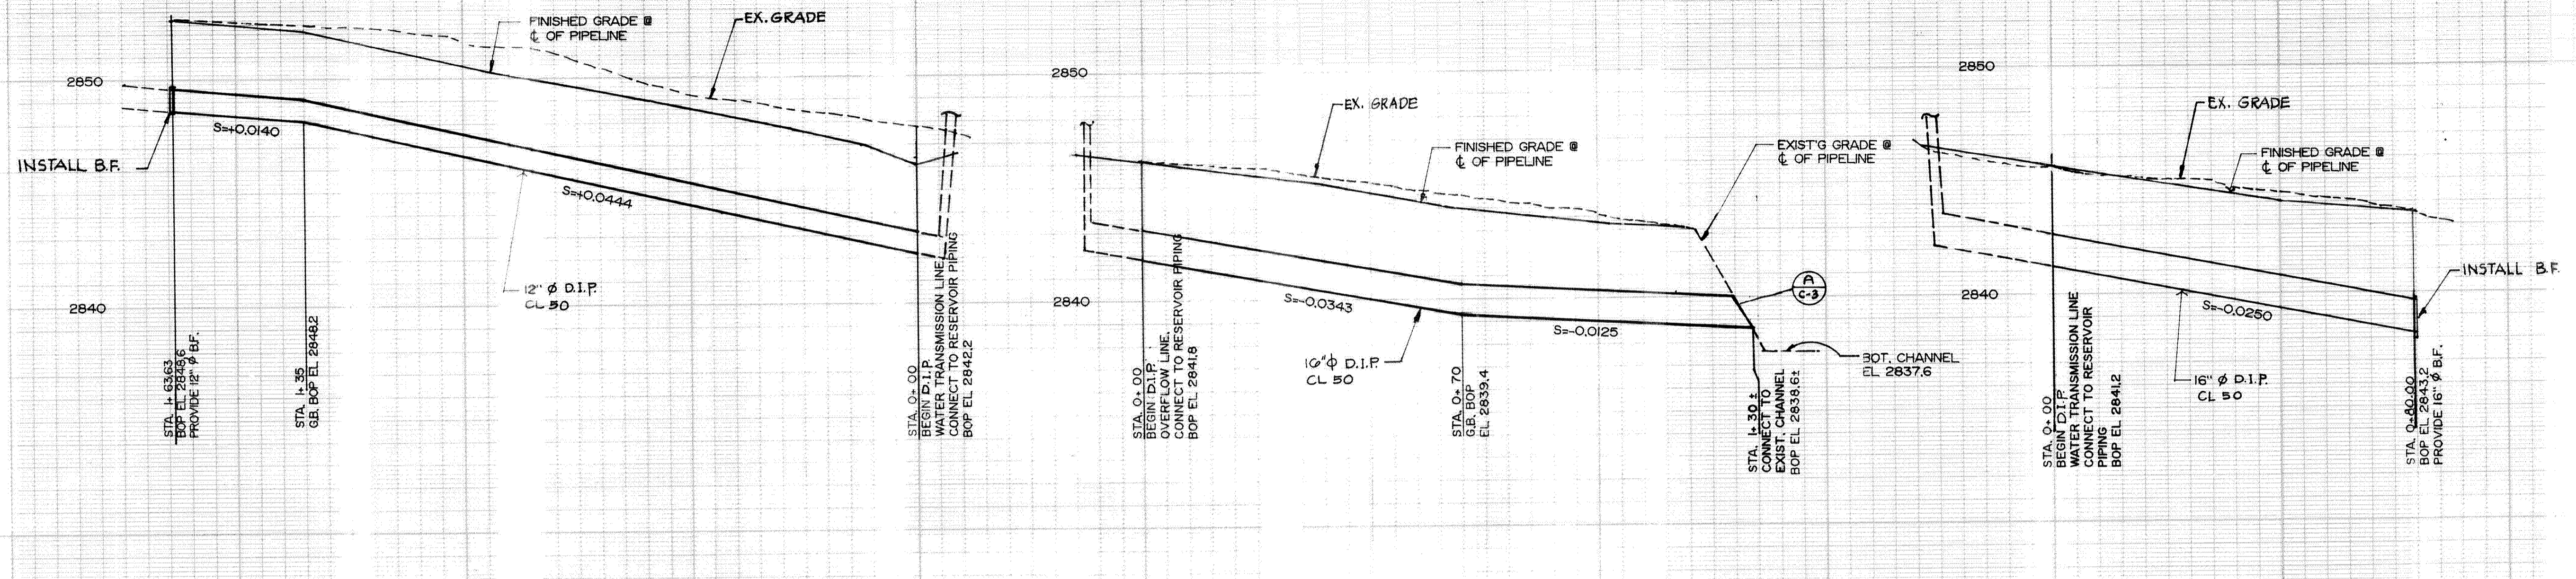 FINISHED GRADE @
℄ OF PIPELINE
EX. GRADE
2850
S=+0.0140
INSTALL B.F.
S=+0.0444
12" Ø D.I.P.
CL 50
2840
STA. 1+63.63
BOP EL 2848.6
PROVIDE 12" Ø B.F.
STA. 1+35
G.B. BOP EL 2848.2
STA. 0+00
BEGIN D.I.P.
WATER TRANSMISSION LINE.
CONNECT TO RESERVOIR PIPING
BOP EL 2842.2
2850
EX. GRADE
FINISHED GRADE @
℄ OF PIPELINE
EXIST'G GRADE @
℄ OF PIPELINE
2840
S=-0.0343
S=-0.0125
A
C-3
16" Ø D.I.P.
CL 50
BOT. CHANNEL
EL 2837.6
STA. 0+00
BEGIN D.I.P.
OVERFLOW LINE.
CONNECT TO RESERVOIR PIPING
BOP EL 2841.8
STA. 0+70
G.B. BOP
EL 2839.4
STA. 1+30 ±
CONNECT TO
EXIST. CHANNEL
BOP EL 2838.6±
2850
EX. GRADE
FINISHED GRADE @
℄ OF PIPELINE
INSTALL B.F.
2840
S=-0.0250
16" Ø D.I.P.
CL 50
STA. 0+00
BEGIN D.I.P.
WATER TRANSMISSION LINE
CONNECT TO RESERVOIR
PIPING
BOP EL 2841.2
STA. 0+80.00
BOP EL 2843.2
PROVIDE 16" Ø B.F.